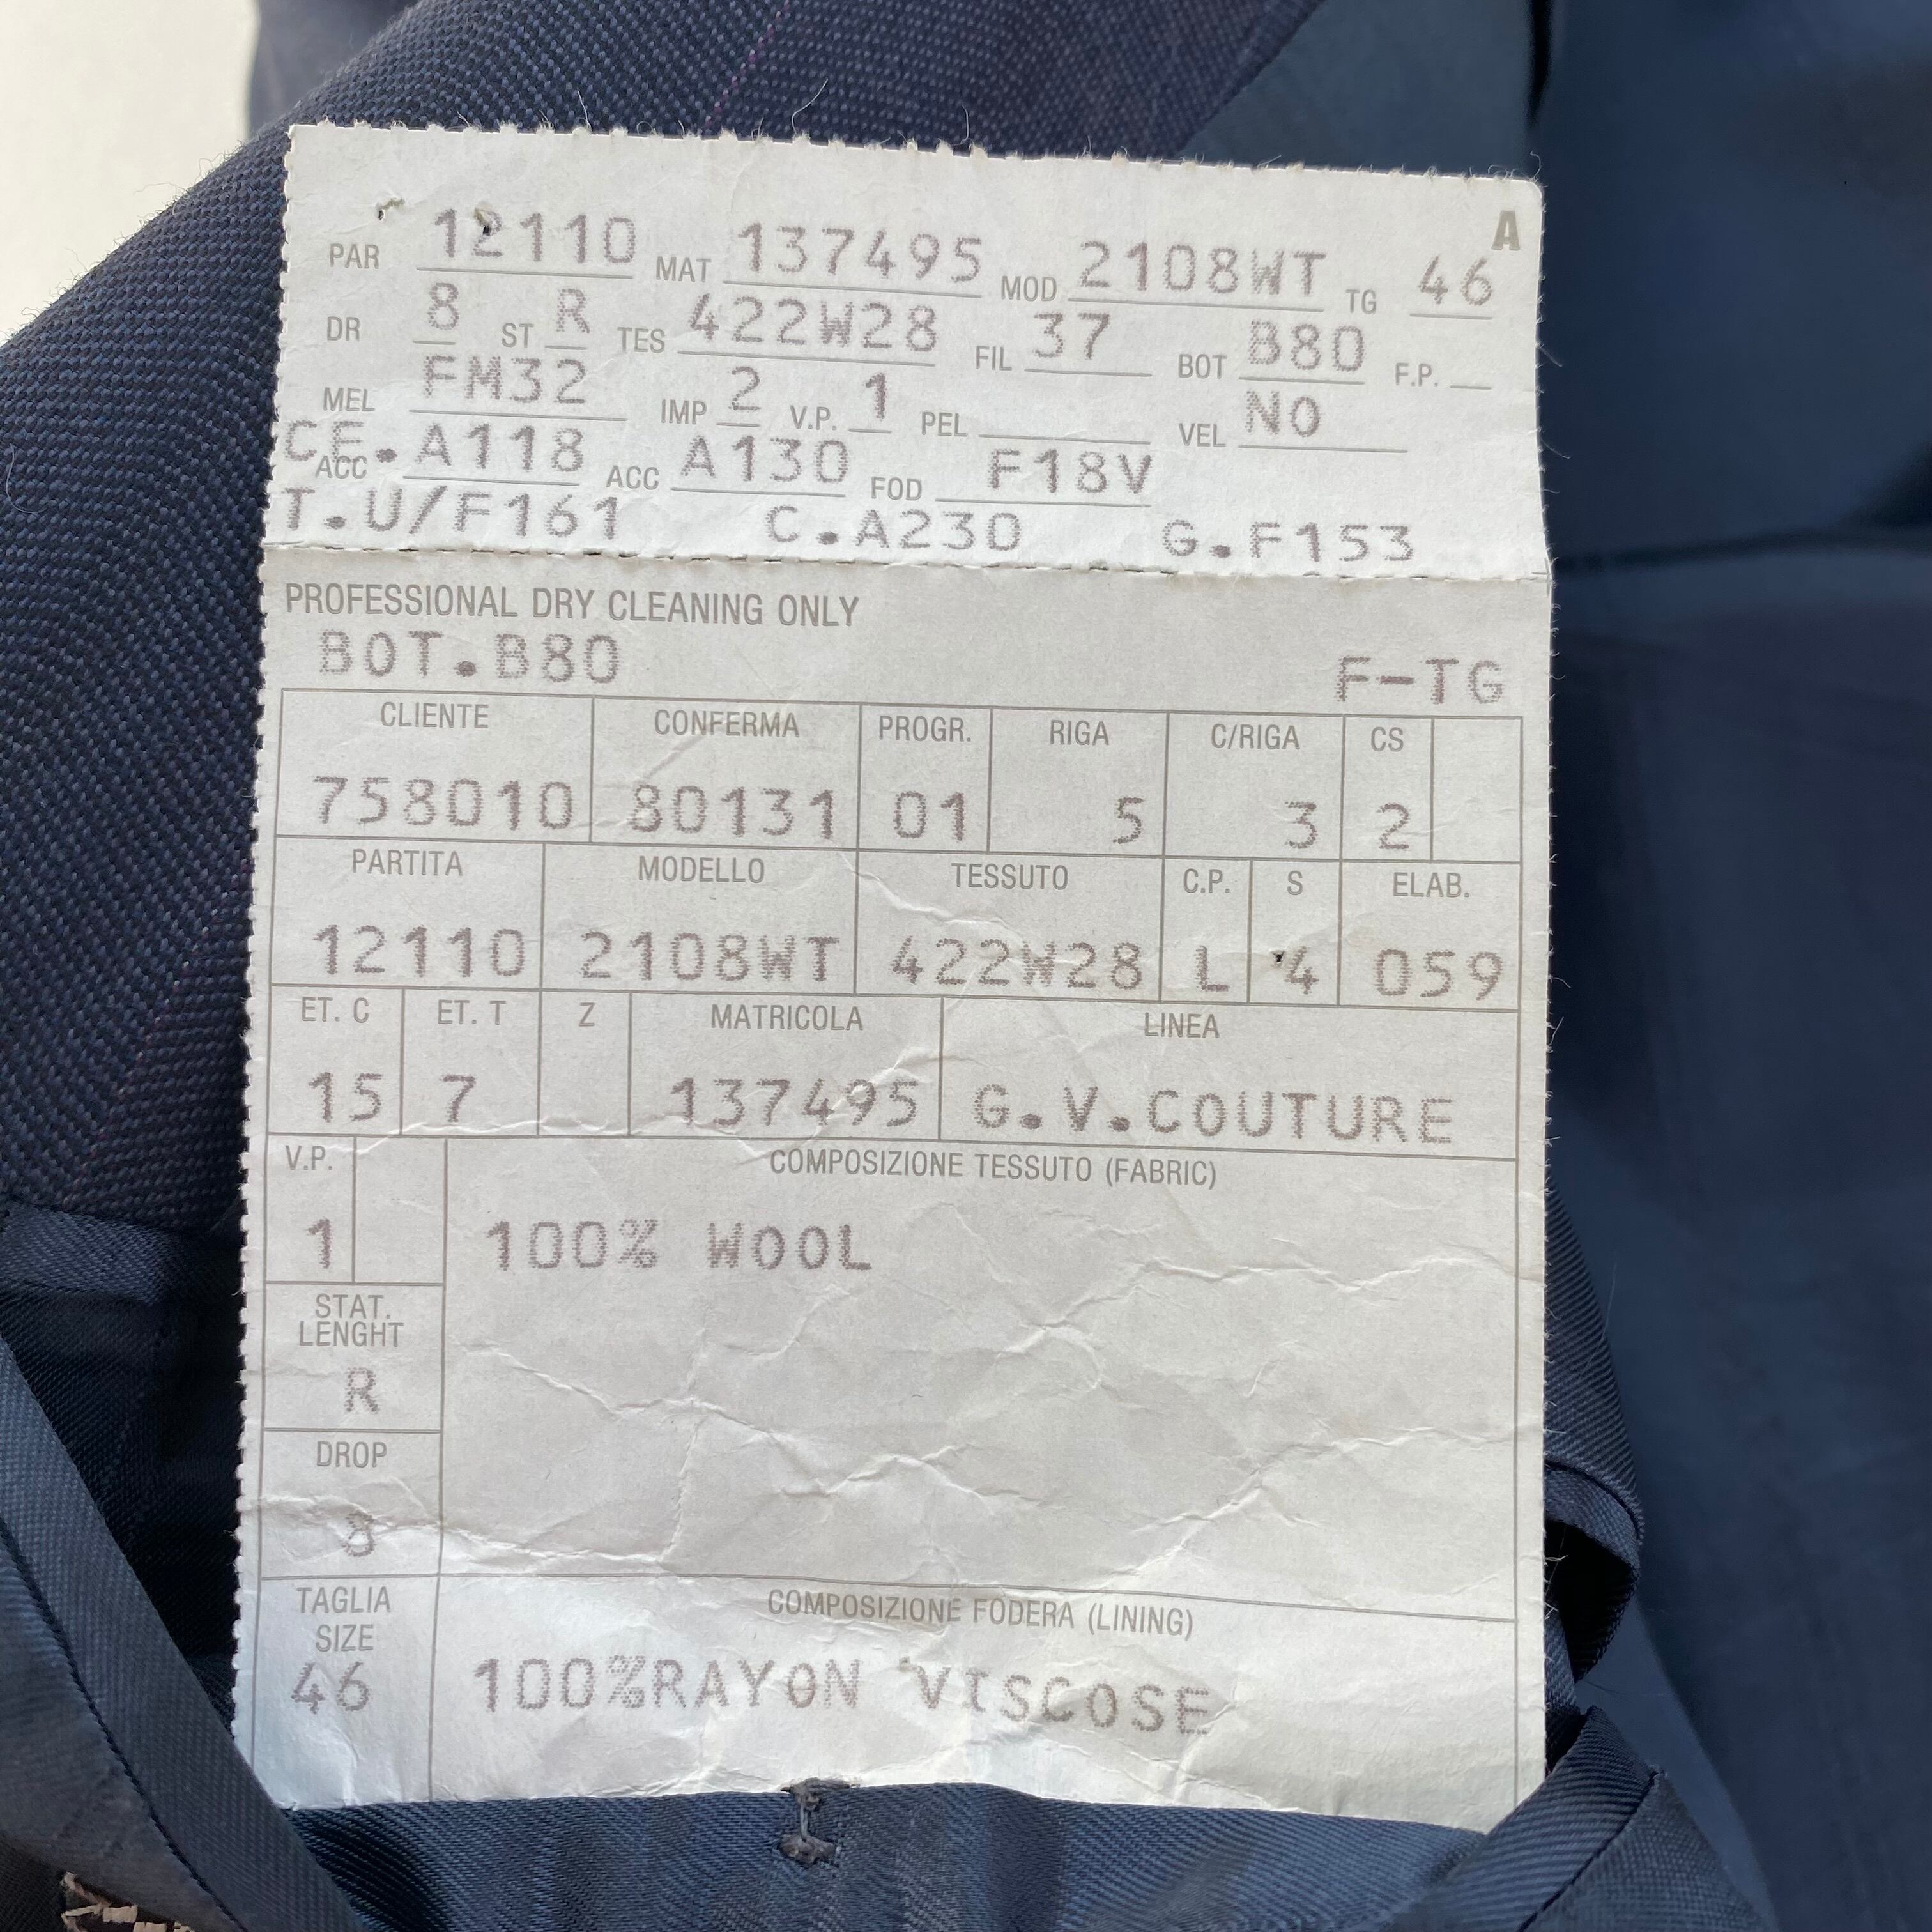 A
PAR 12110 MAT 137495 MOD 2108WT TG 46
DR 8 ST R TES 422W28 FIL 37 BOT B80 F.P.
MEL FM32 IMP 2 V.P. 1 PEL VEL NO
CE. ACC A118 ACC A130 FOD F18V
T.U/F161 C.A230 G.F153
PROFESSIONAL DRY CLEANING ONLY
BOT.B80 F-TG
CLIENTE CONFERMA PROGR. RIGA C/RIGA CS
758010 80131 01 5 3 2
PARTITA MODELLO TESSUTO C.P. S ELAB.
12110 2108WT 422W28 L 4 059
ET. C ET. T Z MATRICOLA LINEA
15 7 137495 G.V.COUTURE
V.P. COMPOSIZIONE TESSUTO (FABRIC)
1 100% WOOL
STAT.
LENGHT
R
DROP
8
TAGLIA COMPOSIZIONE FODERA (LINING)
SIZE
46 100%RAYON VISCOSE